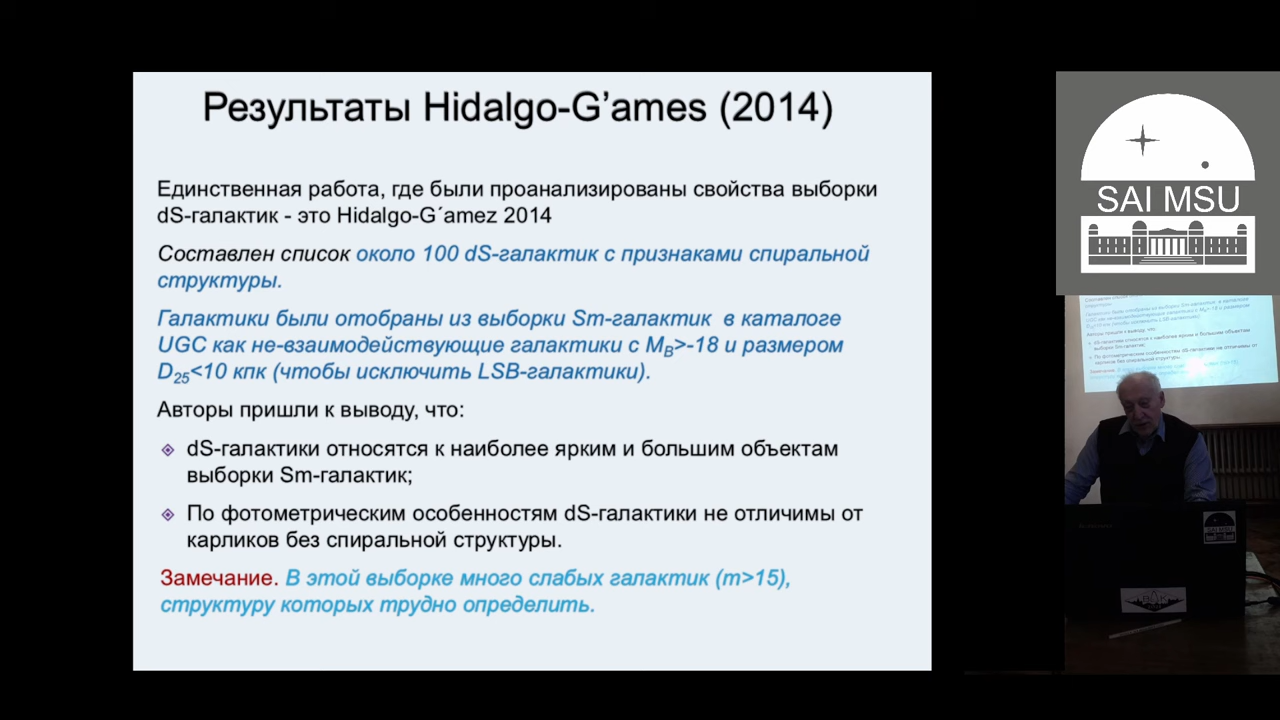 Результаты Hidalgo-G’ames (2014)
Единственная работа, где были проанализированы свойства выборки
dS-галактик - это Hidalgo-G´amez 2014
Составлен список около 100 dS-галактик с признаками спиральной
структуры.
Галактики были отобраны из выборки Sm-галактик в каталоге
UGC как не-взаимодействующие галактики с MB>-18 и размером
D25<10 кпк (чтобы исключить LSB-галактики).
Авторы пришли к выводу, что:
dS-галактики относятся к наиболее ярким и большим объектам
выборки Sm-галактик;
По фотометрическим особенностям dS-галактики не отличимы от
карликов без спиральной структуры.
Замечание. В этой выборке много слабых галактик (m>15),
структуру которых трудно определить.
SAI MSU